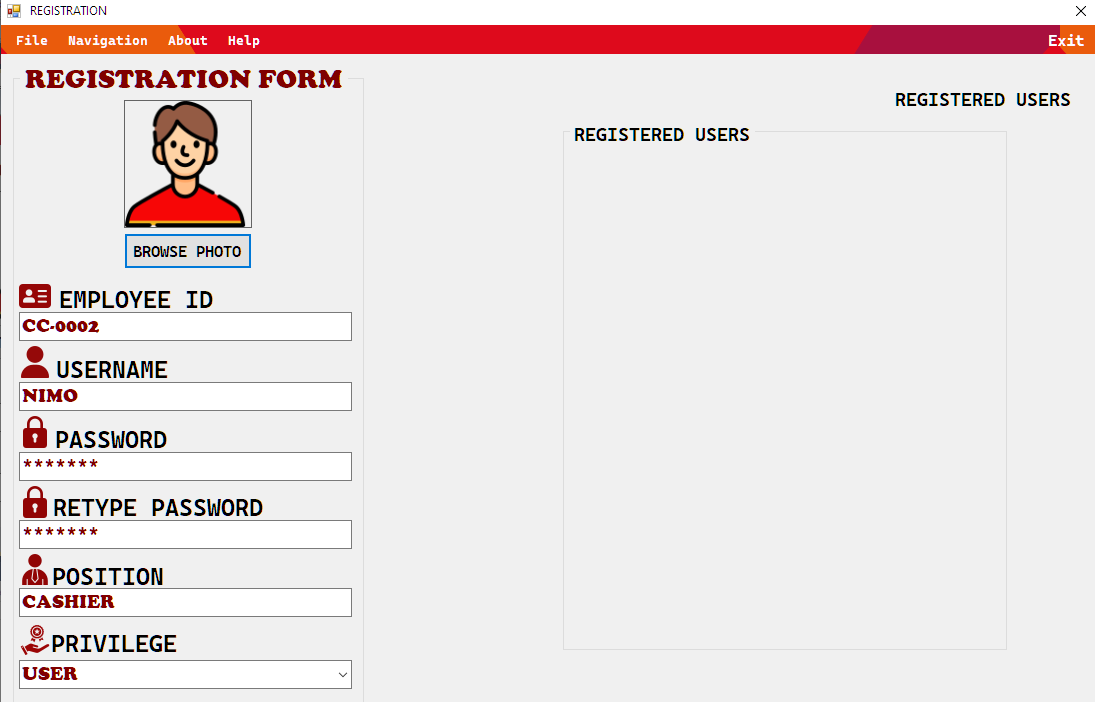 REGISTRATION
File Navigation About Help Exit
REGISTRATION FORM
BROWSE PHOTO
EMPLOYEE ID
CC-0002
USERNAME
NIMO
PASSWORD
*******
RETYPE PASSWORD
*******
POSITION
CASHIER
PRIVILEGE
USER
REGISTERED USERS
REGISTERED USERS